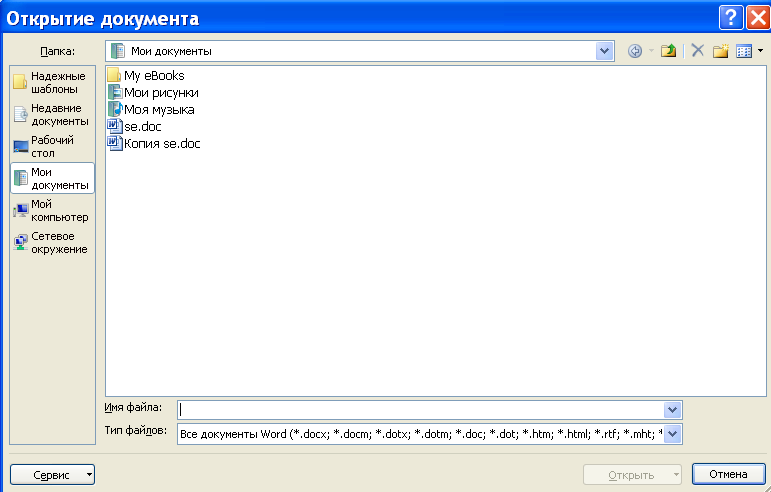 Открытие документа
Папка:
Мои документы
Надежные
шаблоны
Недавние
документы
Рабочий
стол
Мои
документы
Мой
компьютер
Сетевое
окружение
My eBooks
Мои рисунки
Моя музыка
se.doc
Копия se.doc
Имя файла:
Тип файлов:
Все документы Word (*.docx; *.docm; *.dotx; *.dotm; *.doc; *.dot; *.htm; *.html; *.rtf; *.mht; *
Сервис
Открыть
Отмена